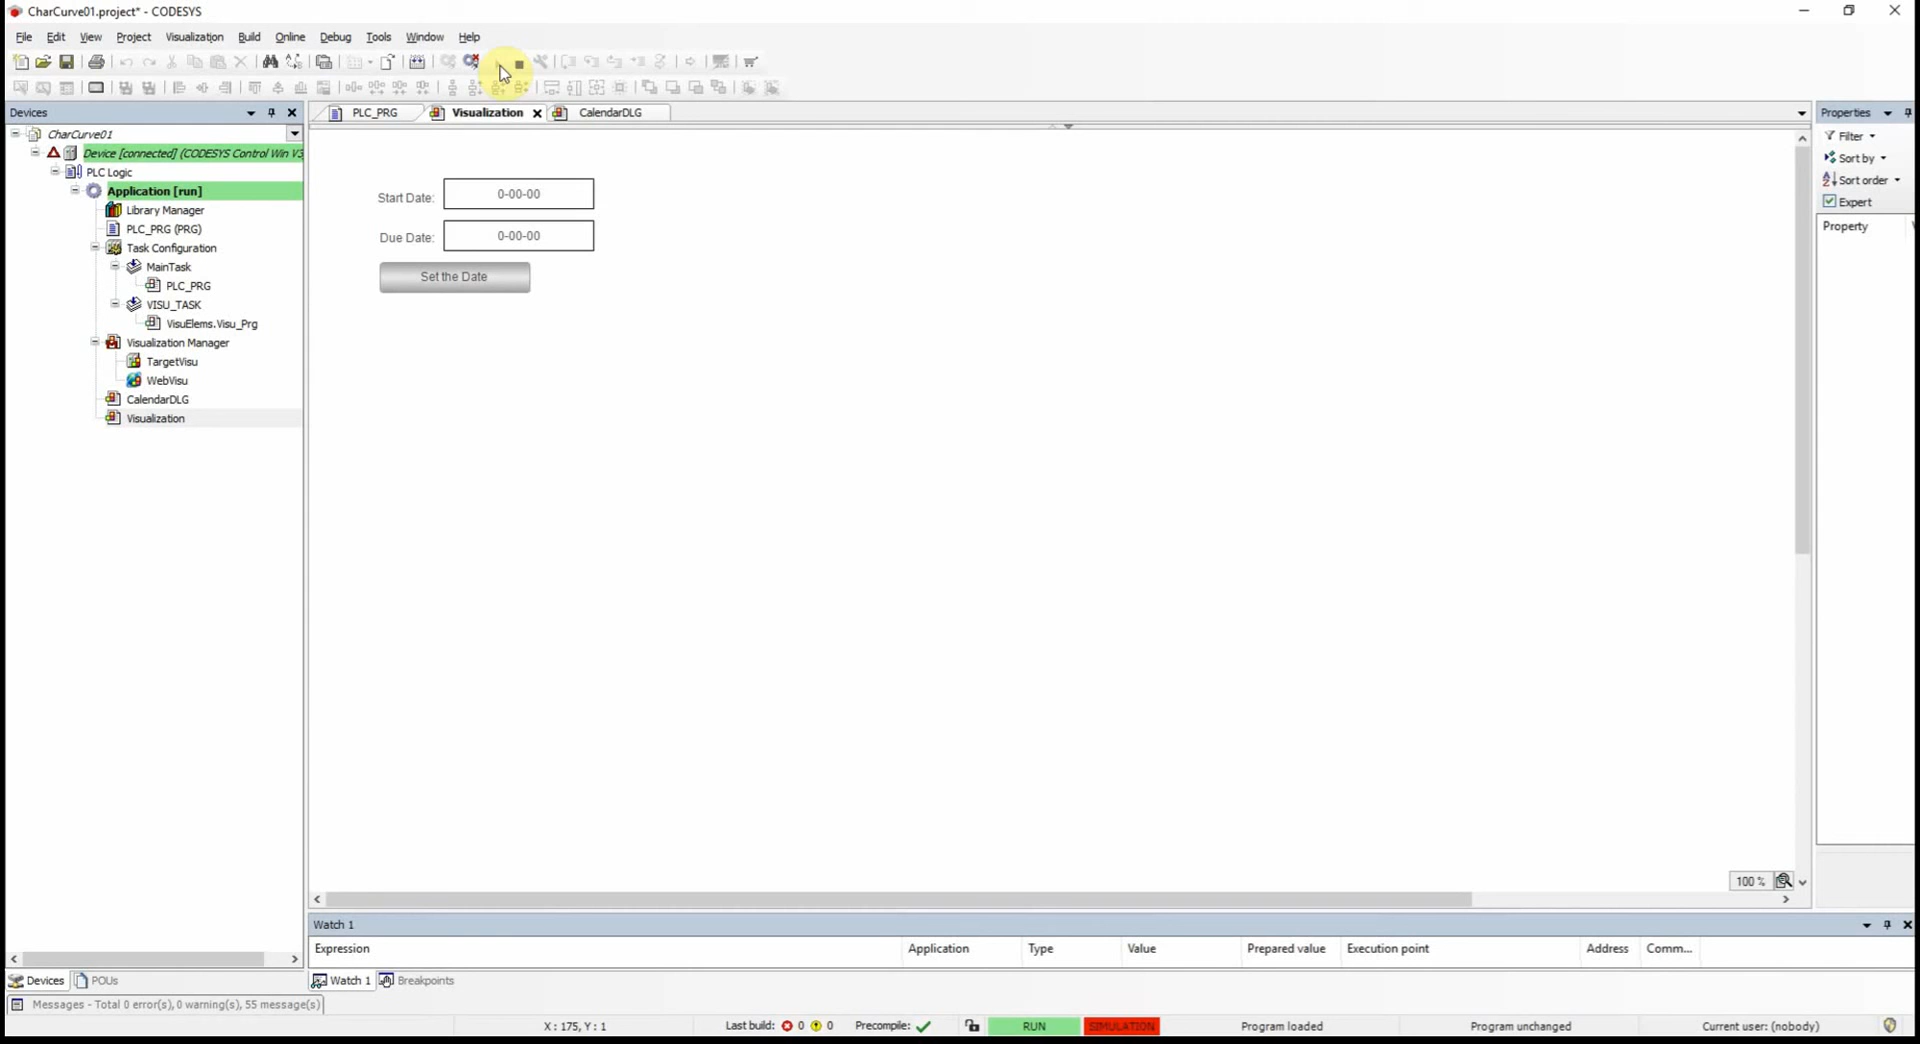 CharCurve01.project* - CODESYS
File Edit View Project Visualization Build Online Debug Tools Window Help
Devices
CharCurve01
Device [connected] (CODESYS Control Win V3
PLC Logic
Application [run]
Library Manager
PLC_PRG (PRG)
Task Configuration
MainTask
PLC_PRG
VISU_TASK
VisuElems.Visu_Prg
Visualization Manager
TargetVisu
WebVisu
CalendarDLG
Visualization
Devices POUs
PLC_PRG Visualization CalendarDLG
Start Date: 0-00-00
Due Date: 0-00-00
Set the Date
100 %
Properties
Filter
Sort by
Sort order
Expert
Property
Watch 1
Expression Application Type Value Prepared value Execution point Address Comm...
Watch 1 Breakpoints
Messages - Total 0 error(s), 0 warning(s), 55 message(s)
X : 175, Y : 1 Last build: 0 0 Precompile: RUN SIMULATION Program loaded Program unchanged Current user: (nobody)